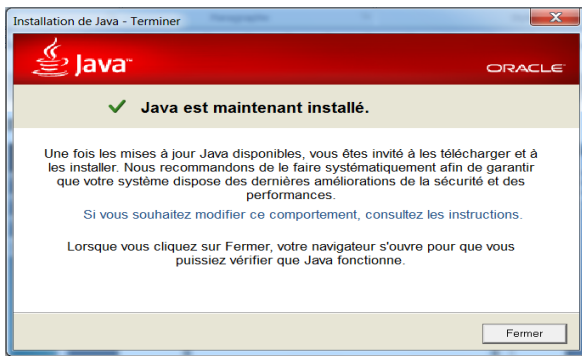 Installation de Java - Terminer
Java™
ORACLE
Java est maintenant installé.
Une fois les mises à jour Java disponibles, vous êtes invité à les télécharger et à
les installer. Nous recommandons de le faire systématiquement afin de garantir
que votre système dispose des dernières améliorations de la sécurité et des
performances.
Si vous souhaitez modifier ce comportement, consultez les instructions.
Lorsque vous cliquez sur Fermer, votre navigateur s'ouvre pour que vous
puissiez vérifier que Java fonctionne.
Fermer